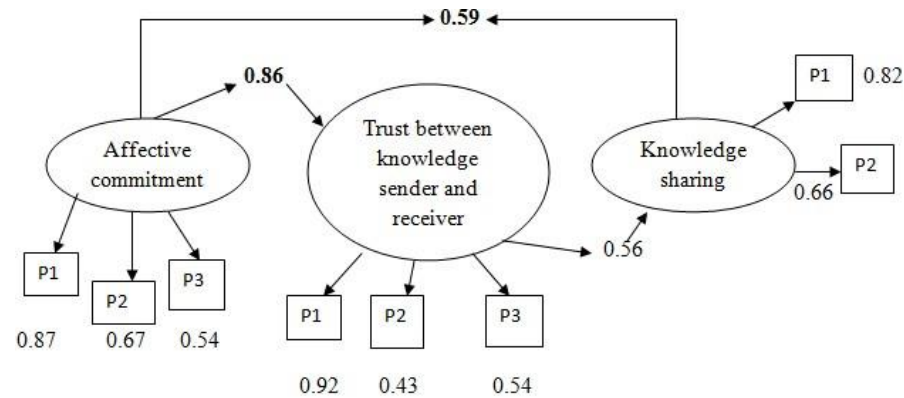 0.59
0.86
Affective
commitment
Trust between
knowledge
sender and
receiver
Knowledge
sharing
P1 0.82
P2
0.66
0.56
P1
P2
P3
0.87 0.67 0.54
P1
P2
P3
0.92 0.43 0.54